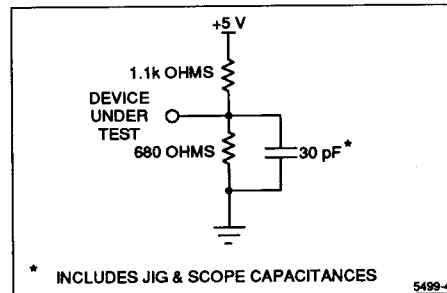 +5 V
1.1k OHMS
DEVICE
UNDER
TEST
680 OHMS
30 pF*
* INCLUDES JIG & SCOPE CAPACITANCES